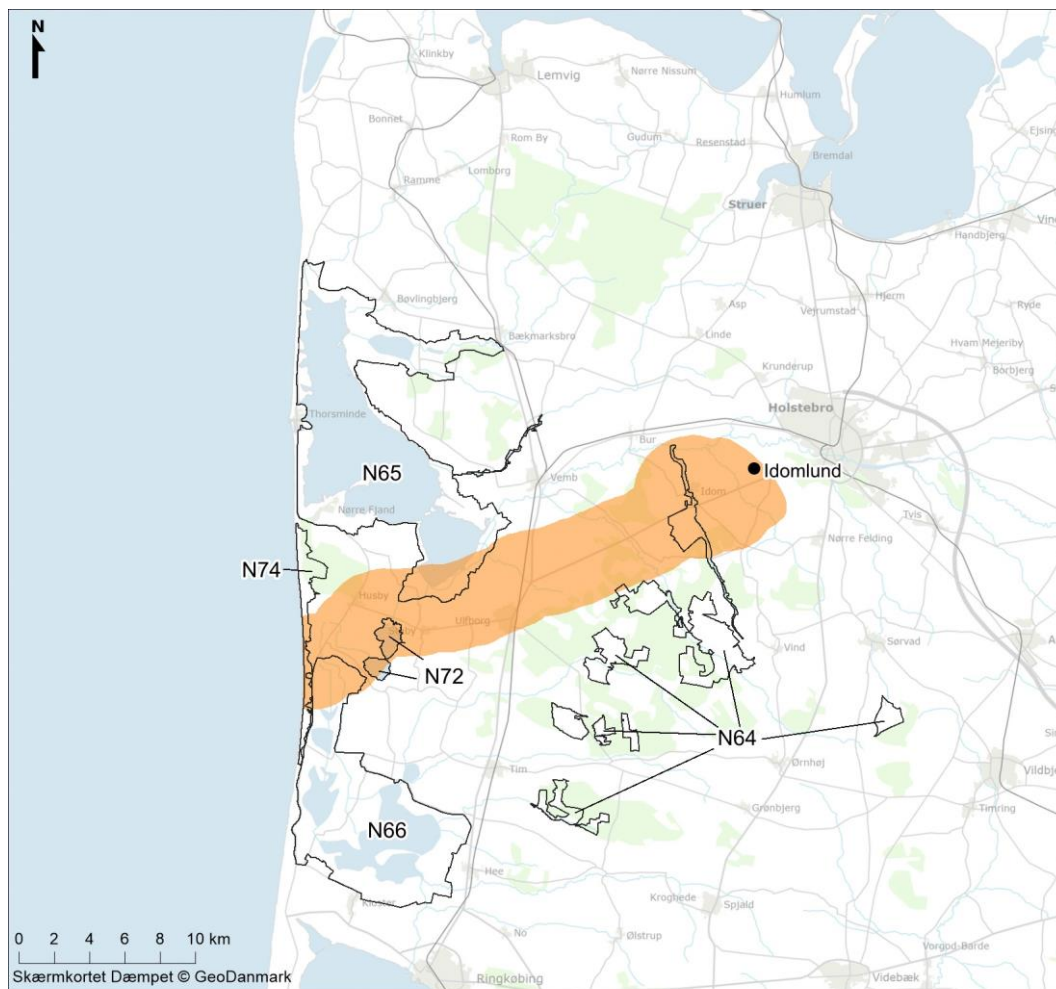 N
Klinkby
Lemvig
Nørre Nissum
Humlum
Ejsing
Bonnet
Rom By
Gudum
Resenstad
Bremdal
Lomborg
Ramme
Struer
Handbjerg
Bøvlingbjerg
Asp
Hjerm
Vejrumstad
Ryde
Bækmarksbro
Linde
Hvam Mejeriby
Krunderup
Borbjerg
Thorsminde
Holstebro
Bur
N65
Vemb
Idomlund
Idom
Nørre Fjand
Tvis
Nørre Felding
N74
Husby
Ulfborg
Sørvad
Vind
N72
N64
Tim
Ørnhøj
Vildbj
Grønbjerg
Timring
N66
Hee
Kloster
Kroghede
Spjald
No
Ølstrup
Vorgod-Barde
0 2 4 6 8 10 km
Skærmkortet Dæmpet © GeoDanmark
Ringkøbing
Videbæk